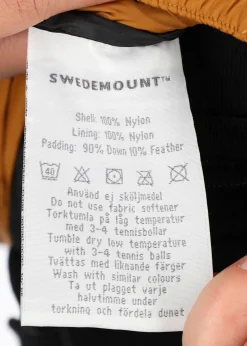 SWEDEMOUNT™
Shell: 100% Nylon
Lining: 100% Nylon
Padding: 90% Down 10% Feather
40
Använd ej sköljmedel
Do not use fabric softener
Torktumla på låg temperatur
med 3-4 tennisbollar
Tumble dry low temperature
with 3-4 tennis balls
Tvättas med liknande färger
Wash with similar colours
Ta ut plagget varje
halvtimme under
torkning och fördela dunet